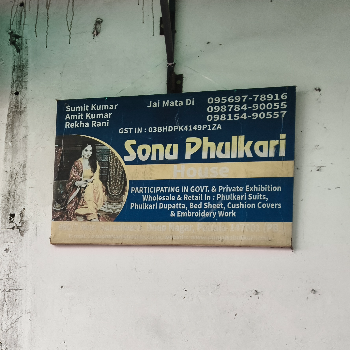 Sumit Kumar
Amit Kumar
Rekha Rani
Jai Mata Di
095697-78916
098784-90055
098154-90557
GST IN : 03BHDPK4149P1ZA
Sonu Phulkari
House
PARTICIPATING IN GOVT. & Private Exhibition
Wholesale & Retail In : Phulkari Suits,
Phulkari Dupatta, Bed Sheet, Cushion Covers
& Embroidery Work